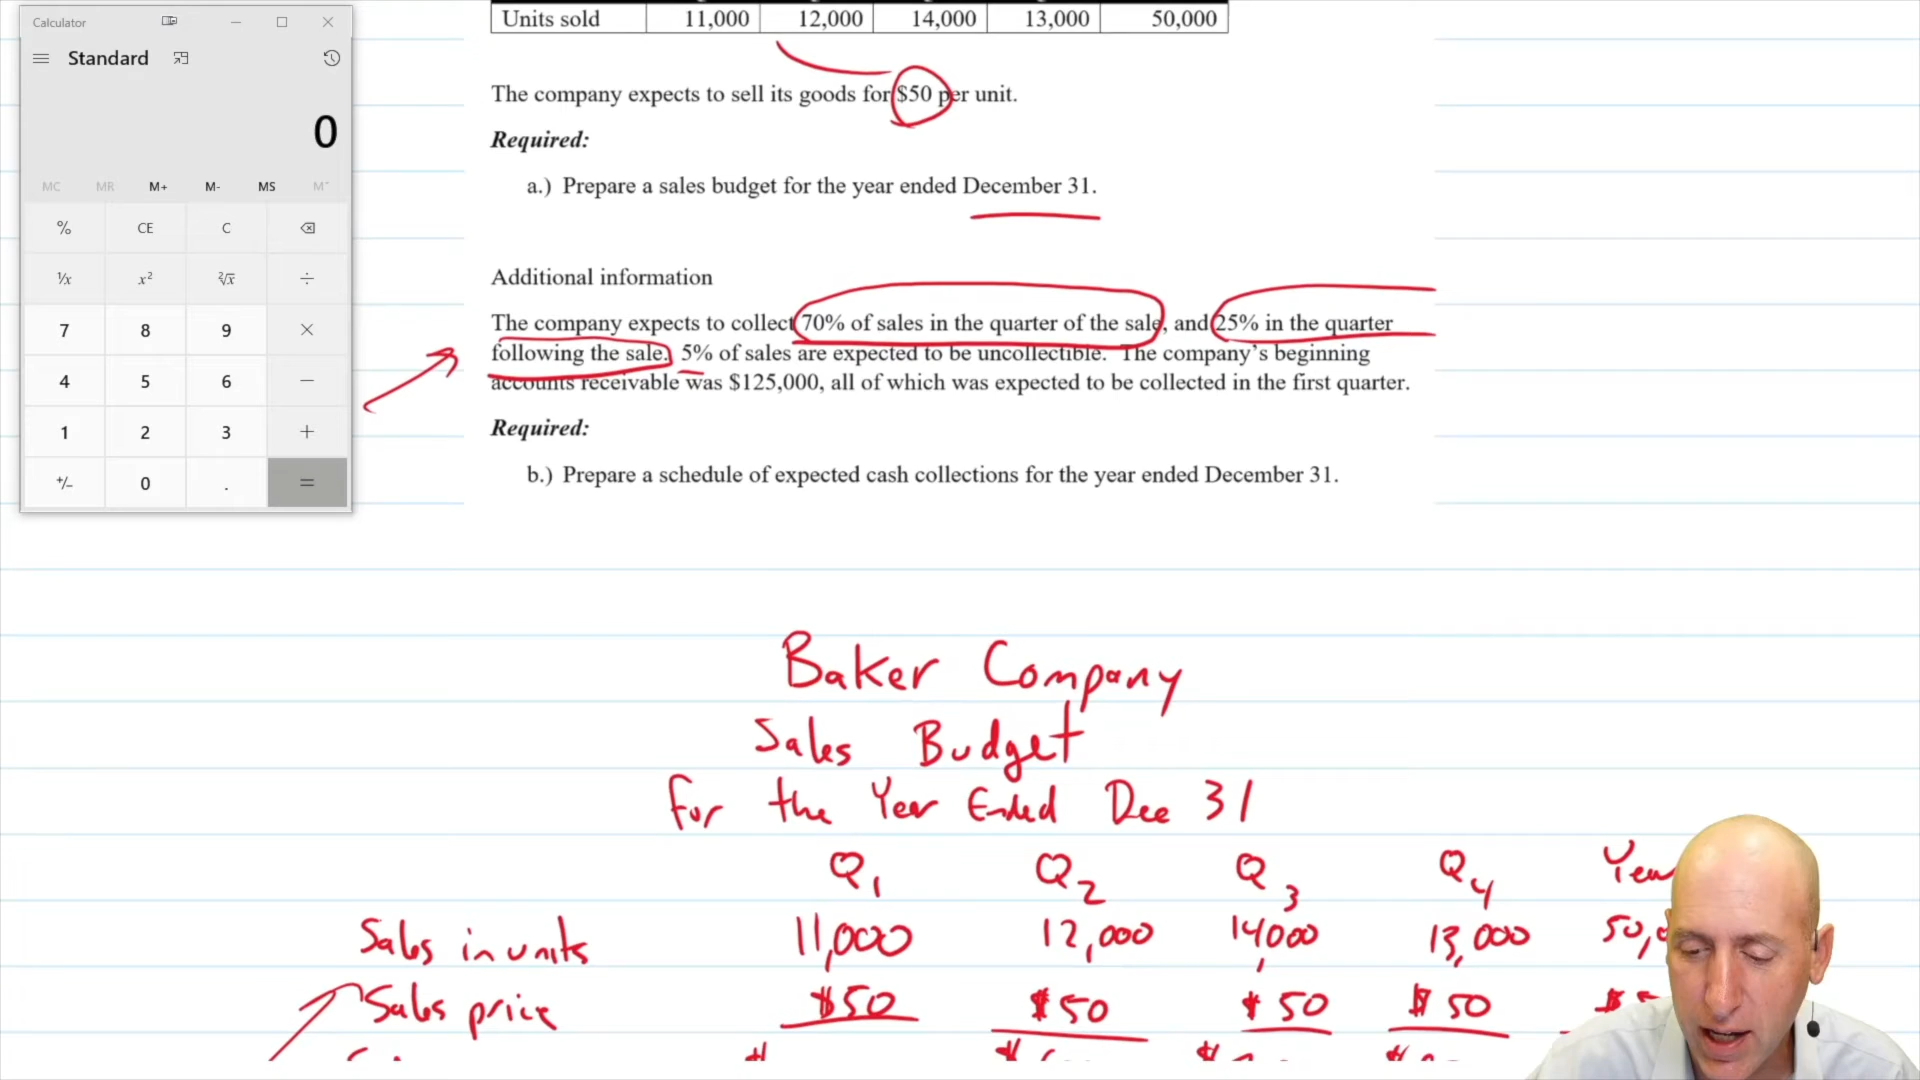 Calculator
Standard
0
MC MR M+ M- MS M˅
% CE C
¹/x x² ²√x ÷
7 8 9 ×
4 5 6 −
1 2 3 +
+/− 0 . =
Units sold 11,000 12,000 14,000 13,000 50,000
The company expects to sell its goods for $50 per unit.
Required:
a.) Prepare a sales budget for the year ended December 31.
Additional information
The company expects to collect 70% of sales in the quarter of the sale, and 25% in the quarter
following the sale. 5% of sales are expected to be uncollectible. The company's beginning
accounts receivable was $125,000, all of which was expected to be collected in the first quarter.
Required:
b.) Prepare a schedule of expected cash collections for the year ended December 31.
Baker Company
Sales Budget
For the Year Ended Dec 31
Q1 Q2 Q3 Q4 Year
Sales in units 11,000 12,000 14,000 13,000 50,
Sales price $50 $50 $50 $50 $5